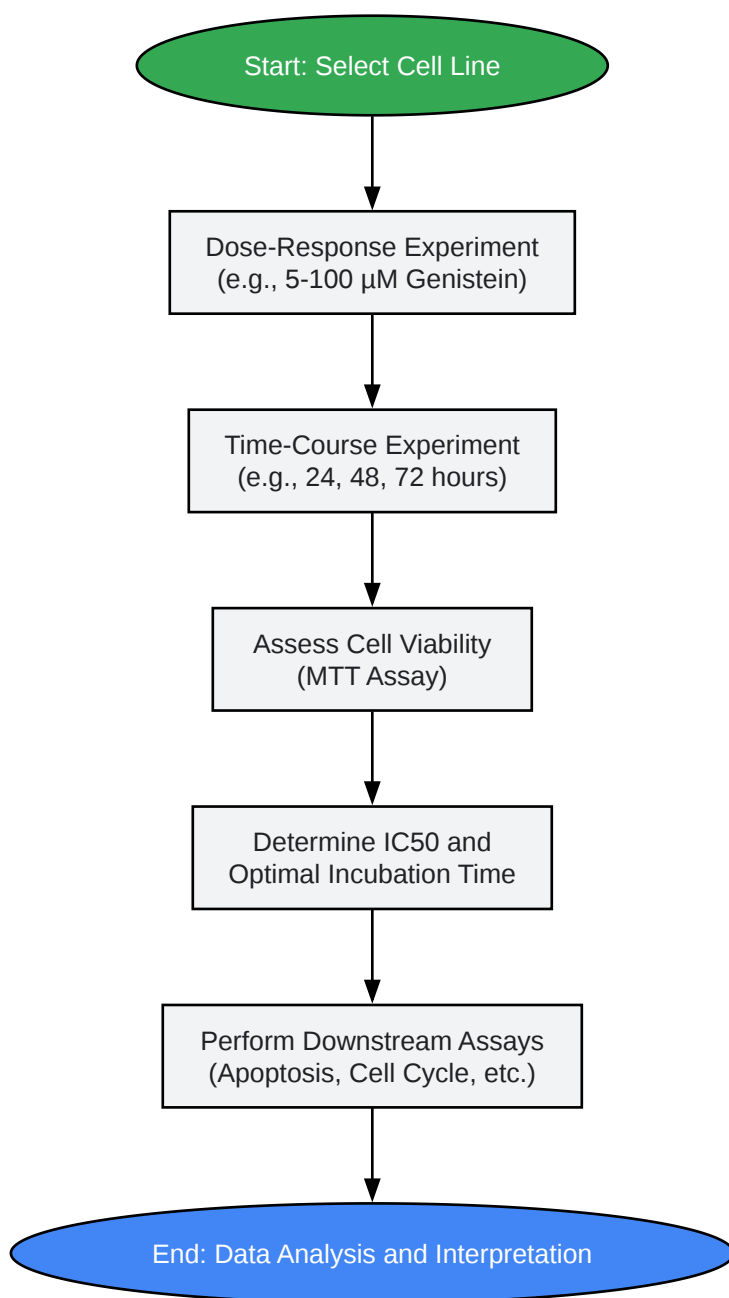 Start: Select Cell Line
Dose-Response Experiment
(e.g., 5-100 µM Genistein)
Time-Course Experiment
(e.g., 24, 48, 72 hours)
Assess Cell Viability
(MTT Assay)
Determine IC50 and
Optimal Incubation Time
Perform Downstream Assays
(Apoptosis, Cell Cycle, etc.)
End: Data Analysis and Interpretation